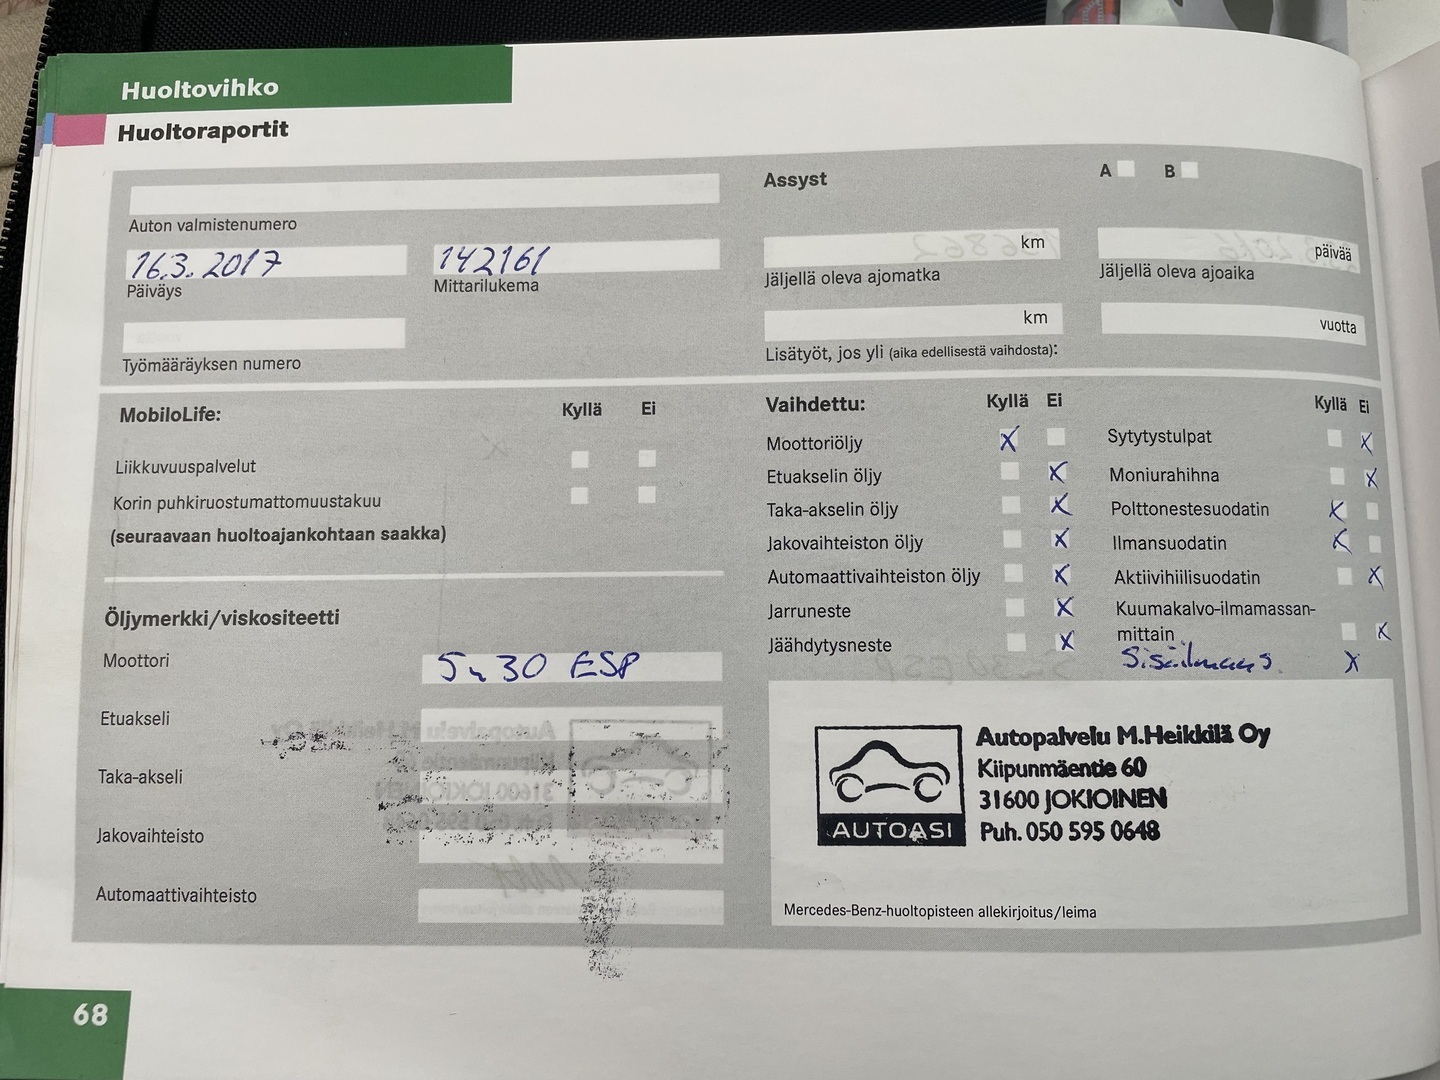 Huoltovihko
Huoltoraportit
Auton valmistenumero
16.3.2017
Päiväys
142161
Mittarilukema
Työmääräyksen numero
Assyst
A
B
km
Jäljellä oleva ajomatka
päivää
Jäljellä oleva ajoaika
km
vuotta
Lisätyöt, jos yli (aika edellisestä vaihdosta):
MobiloLife:
Kyllä Ei
Liikkuvuuspalvelut
Korin puhkiruostumattomuustakuu
(seuraavaan huoltoajankohtaan saakka)
Öljymerkki/viskositeetti
Moottori
5w30 ESP
Etuakseli
Taka-akseli
Jakovaihteisto
Automaattivaihteisto
Vaihdettu:
Kyllä Ei
Moottoriöljy X
Etuakselin öljy X
Taka-akselin öljy X
Jakovaihteiston öljy X
Automaattivaihteiston öljy X
Jarruneste X
Jäähdytysneste X
Kyllä Ei
Sytytystulpat X
Moniurahihna X
Polttonestesuodatin X
Ilmansuodatin X
Aktiivihiilisuodatin X
Kuumakalvo-ilmamassan-
mittain X
Sisäilman s. X
AUTOASI
Autopalvelu M.Heikkilä Oy
Kiipunmäentie 60
31600 JOKIOINEN
Puh. 050 595 0648
Mercedes-Benz-huoltopisteen allekirjoitus/leima
68